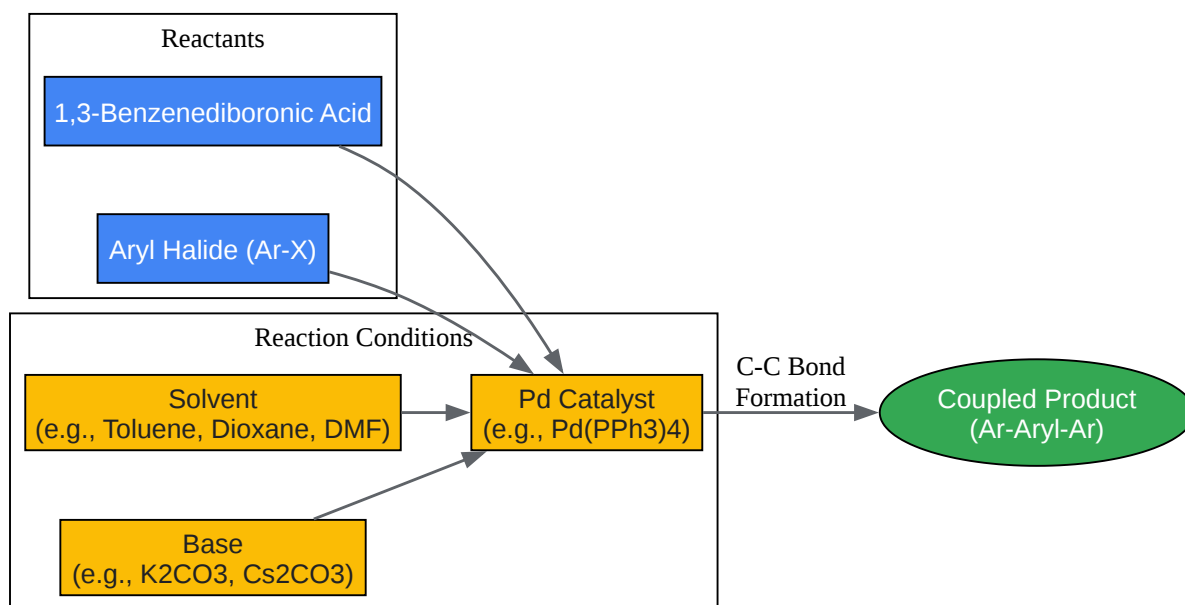 Reactants
1,3-Benzenediboronic Acid
Aryl Halide (Ar-X)
Reaction Conditions
Solvent
(e.g., Toluene, Dioxane, DMF)
Pd Catalyst
(e.g., Pd(PPh3)4)
Base
(e.g., K2CO3, Cs2CO3)
C-C Bond
Formation
Coupled Product
(Ar-Aryl-Ar)